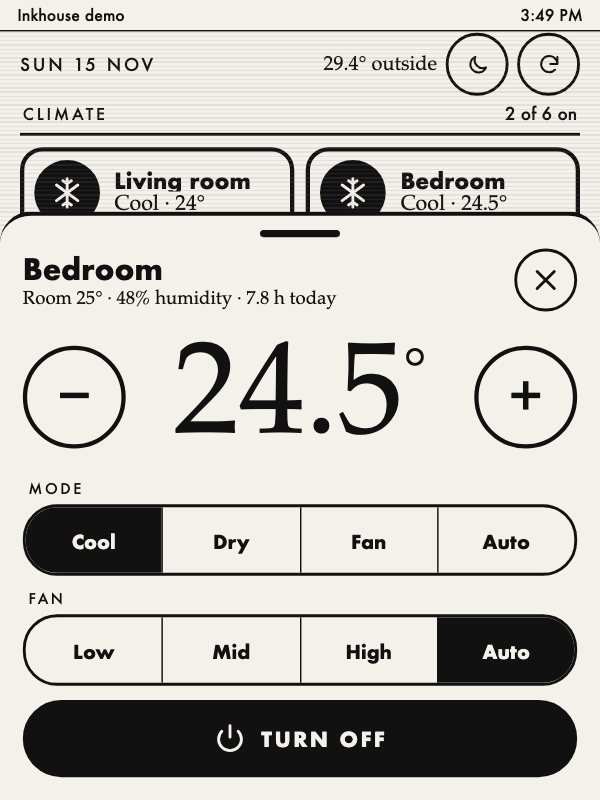 Inkhouse demo
3:49 PM
SUN 15 NOV
29.4° outside
CLIMATE
2 of 6 on
Living room
Cool · 24°
Bedroom
Cool · 24.5°
Bedroom
Room 25° · 48% humidity · 7.8 h today
24.5°
MODE
Cool Dry Fan Auto
FAN
Low Mid High Auto
TURN OFF